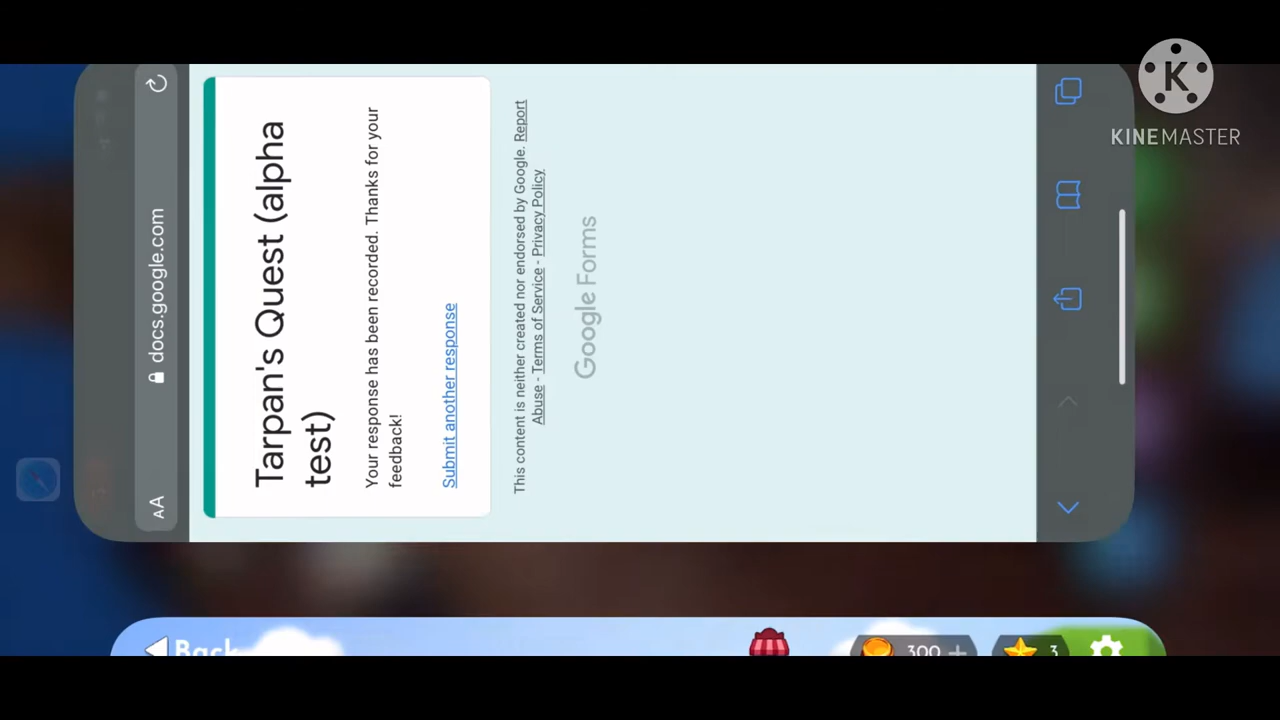 AA
docs.google.com
Tarpan's Quest (alpha
test)
Your response has been recorded. Thanks for your
feedback!
Submit another response
This content is neither created nor endorsed by Google. Report
Abuse - Terms of Service - Privacy Policy
Google Forms
K
KINEMASTER
Back
300 +
3